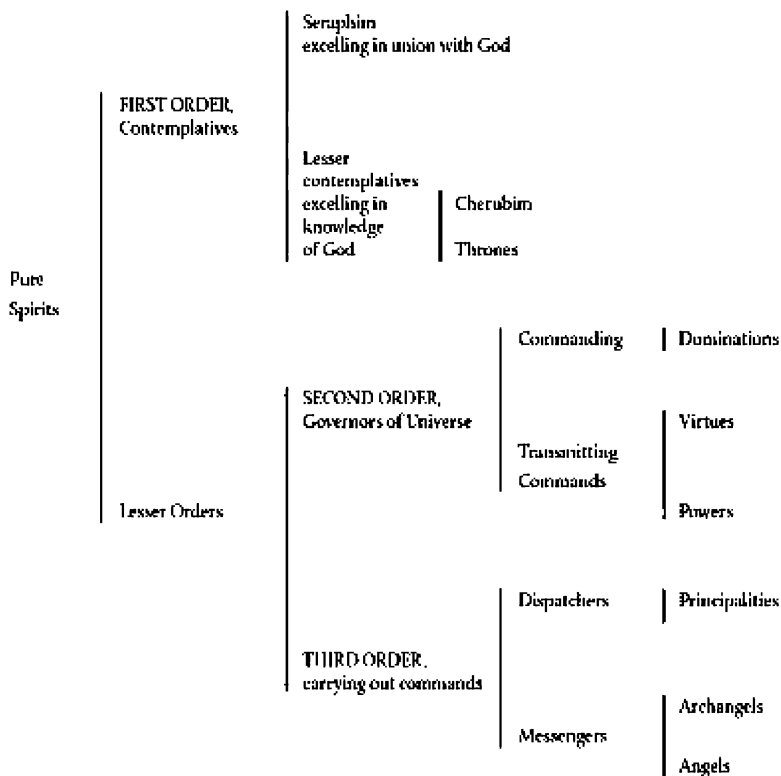 Seraphim
excelling in union with God
FIRST ORDER,
Contemplatives
Lesser
contemplatives
excelling in
knowledge
of God
Cherubim
Thrones
Pure
Spirits
Commanding
Dominations
SECOND ORDER,
Governors of Universe
Virtues
Transmitting
Commands
Lesser Orders
Powers
Dispatchers
Principalities
THIRD ORDER,
carrying out commands
Archangels
Messengers
Angels